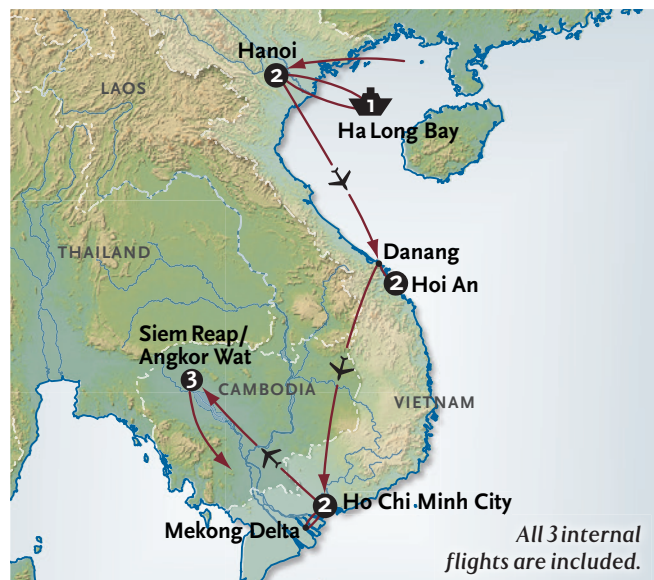 Hanoi
2
LAOS
1
Ha Long Bay
THAILAND
Danang
2
Hoi An
Siem Reap/
Angkor Wat
3
CAMBODIA
VIETNAM
2
Ho Chi Minh City
Mekong Delta
All 3 internal
flights are included.